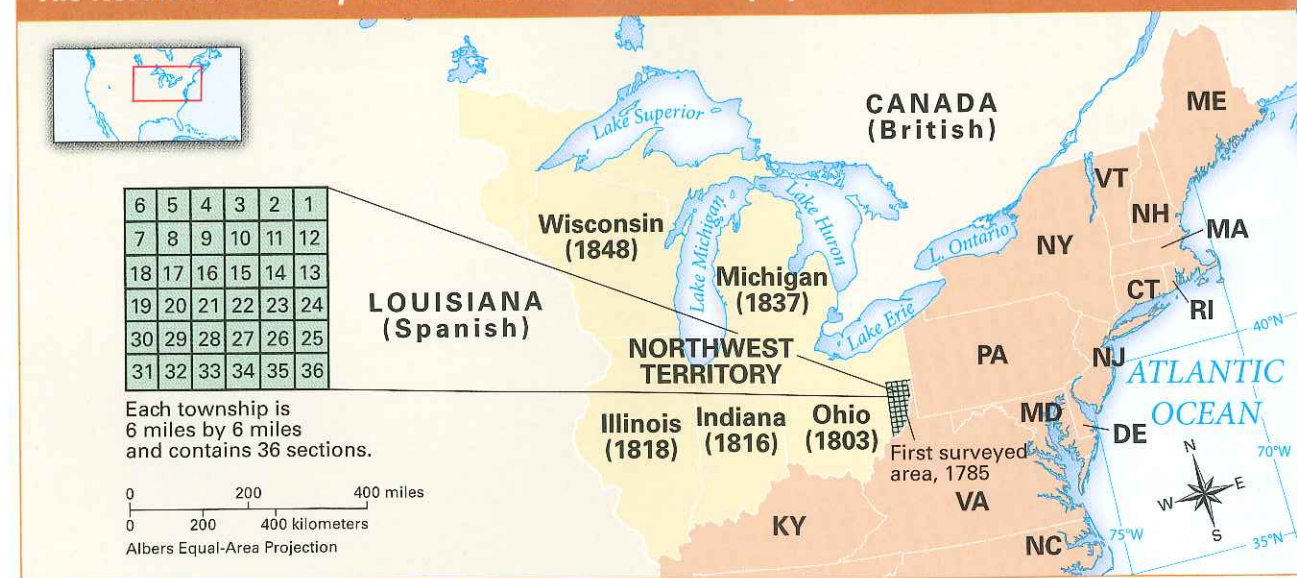 Lake Superior
CANADA
(British)
ME
6 5 4 3 2 1
7 8 9 10 11 12
18 17 16 15 14 13
19 20 21 22 23 24
30 29 28 27 26 25
31 32 33 34 35 36
VT
NH
MA
Wisconsin
(1848)
Lake Michigan
Lake Huron
L. Ontario
NY
Michigan
(1837)
CT
RI
LOUISIANA
(Spanish)
Lake Erie
40°N
NORTHWEST
TERRITORY
PA
NJ
ATLANTIC
OCEAN
Each township is
6 miles by 6 miles
and contains 36 sections.
Illinois
(1818)
Indiana
(1816)
Ohio
(1803)
MD
DE
First surveyed
area, 1785
70°W
N
W E
S
0 200 400 miles
0 200 400 kilometers
Albers Equal-Area Projection
KY
VA
NC
75°W
35°N